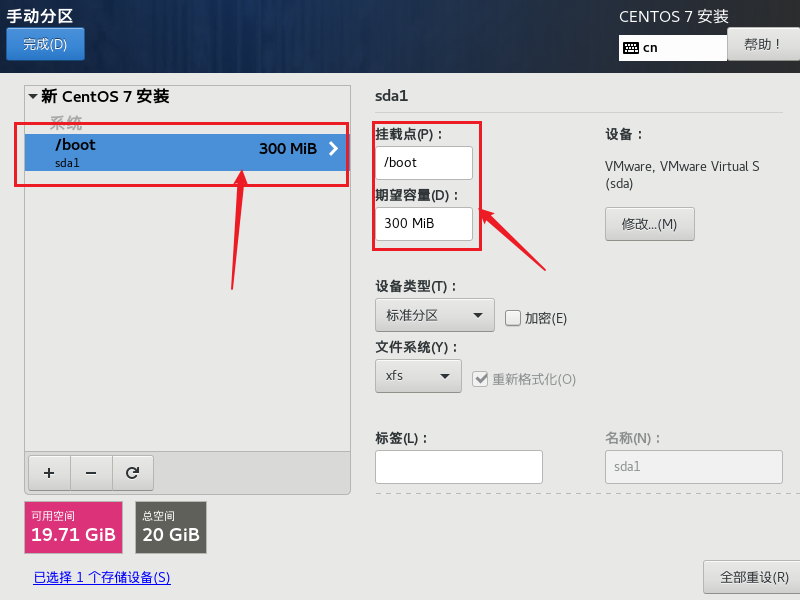 手动分区
完成(D)
CENTOS 7 安装
cn
帮助！
新 CentOS 7 安装
系统
/boot
300 MiB
sda1
sda1
挂载点(P)：
/boot
期望容量(D)：
300 MiB
设备：
VMware, VMware Virtual S
(sda)
修改...(M)
设备类型(T)：
标准分区
加密(E)
文件系统(Y)：
xfs
重新格式化(O)
标签(L)：
名称(N)：
sda1
可用空间
19.71 GiB
总空间
20 GiB
已选择 1 个存储设备(S)
全部重设(R)